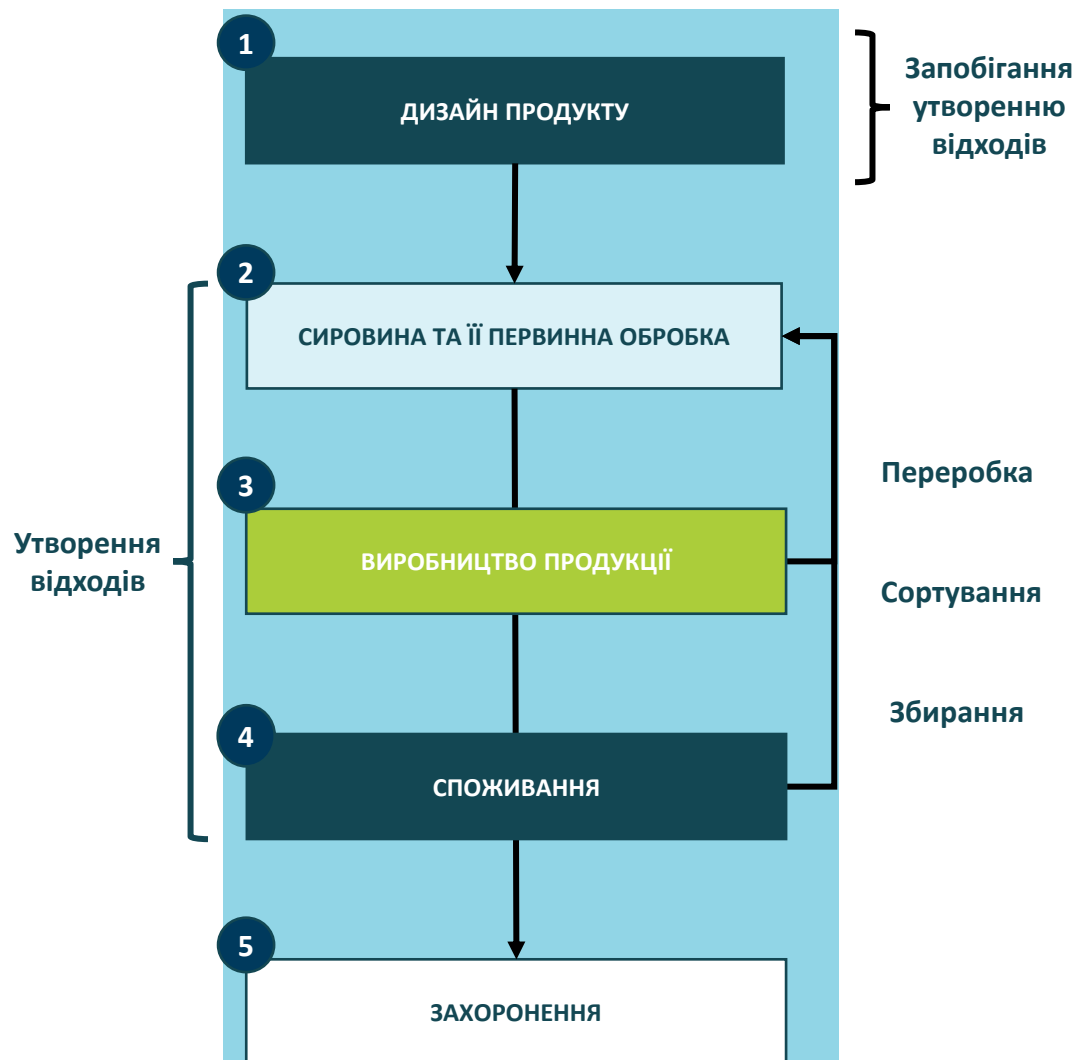 1
ДИЗАЙН ПРОДУКТУ
Запобігання
утворенню
відходів
2
СИРОВИНА ТА ЇЇ ПЕРВИННА ОБРОБКА
Переробка
3
ВИРОБНИЦТВО ПРОДУКЦІЇ
Утворення
відходів
Сортування
Збирання
4
СПОЖИВАННЯ
5
ЗАХОРОНЕННЯ